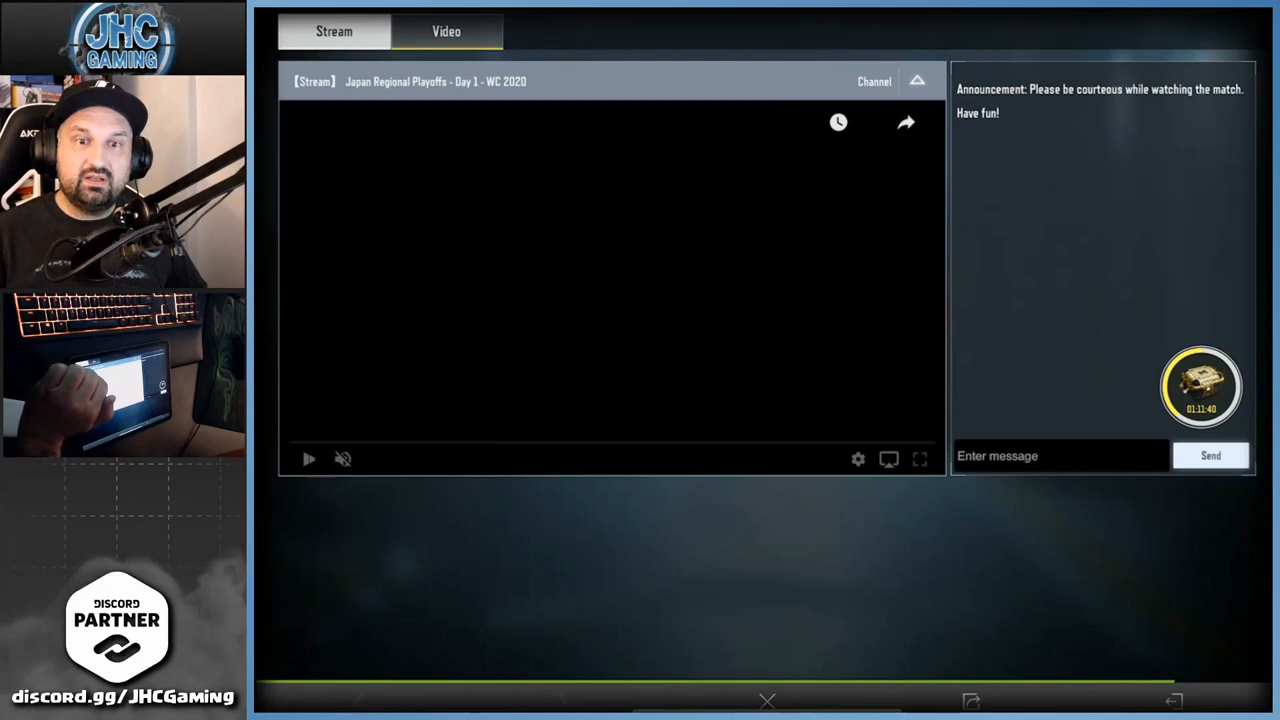 JHC
GAMING
Stream
Video
【Stream】 Japan Regional Playoffs - Day 1 - WC 2020
Channel
Announcement: Please be courteous while watching the match.
Have fun!
01:11:40
Enter message
Send
DISCORD
PARTNER
discord.gg/JHCGaming